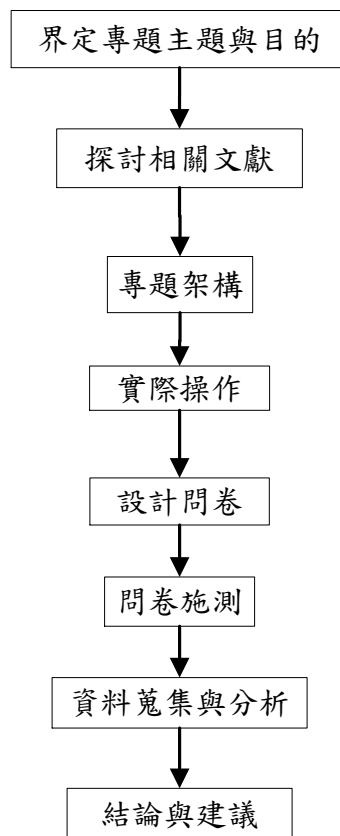 界定專題主題與目的
探討相關文獻
專題架構
實際操作
設計問卷
問卷施測
資料蒐集與分析
結論與建議